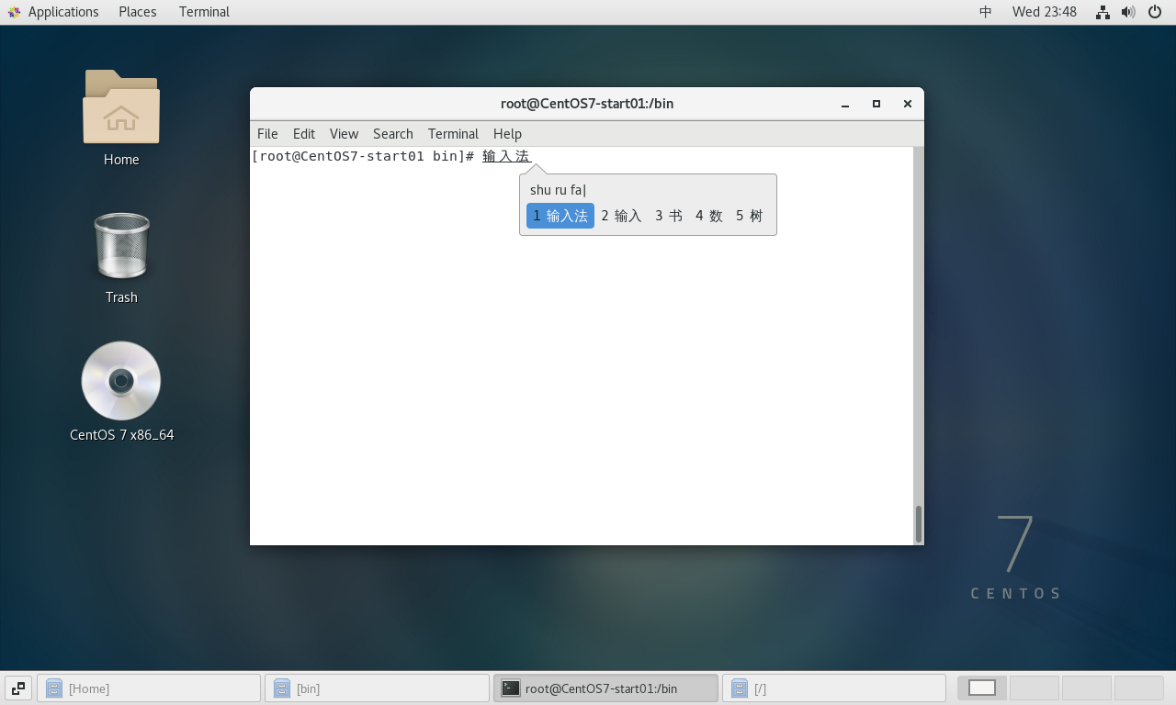 Applications Places Terminal 中 Wed 23:48
Home
Trash
CentOS 7 x86_64
root@CentOS7-start01:/bin
File Edit View Search Terminal Help
[root@CentOS7-start01 bin]# 输入法
shu ru fa
1 输入法 2 输入 3 书 4 数 5 树
7
CENTOS
[Home] [bin] root@CentOS7-start01:/bin [/]